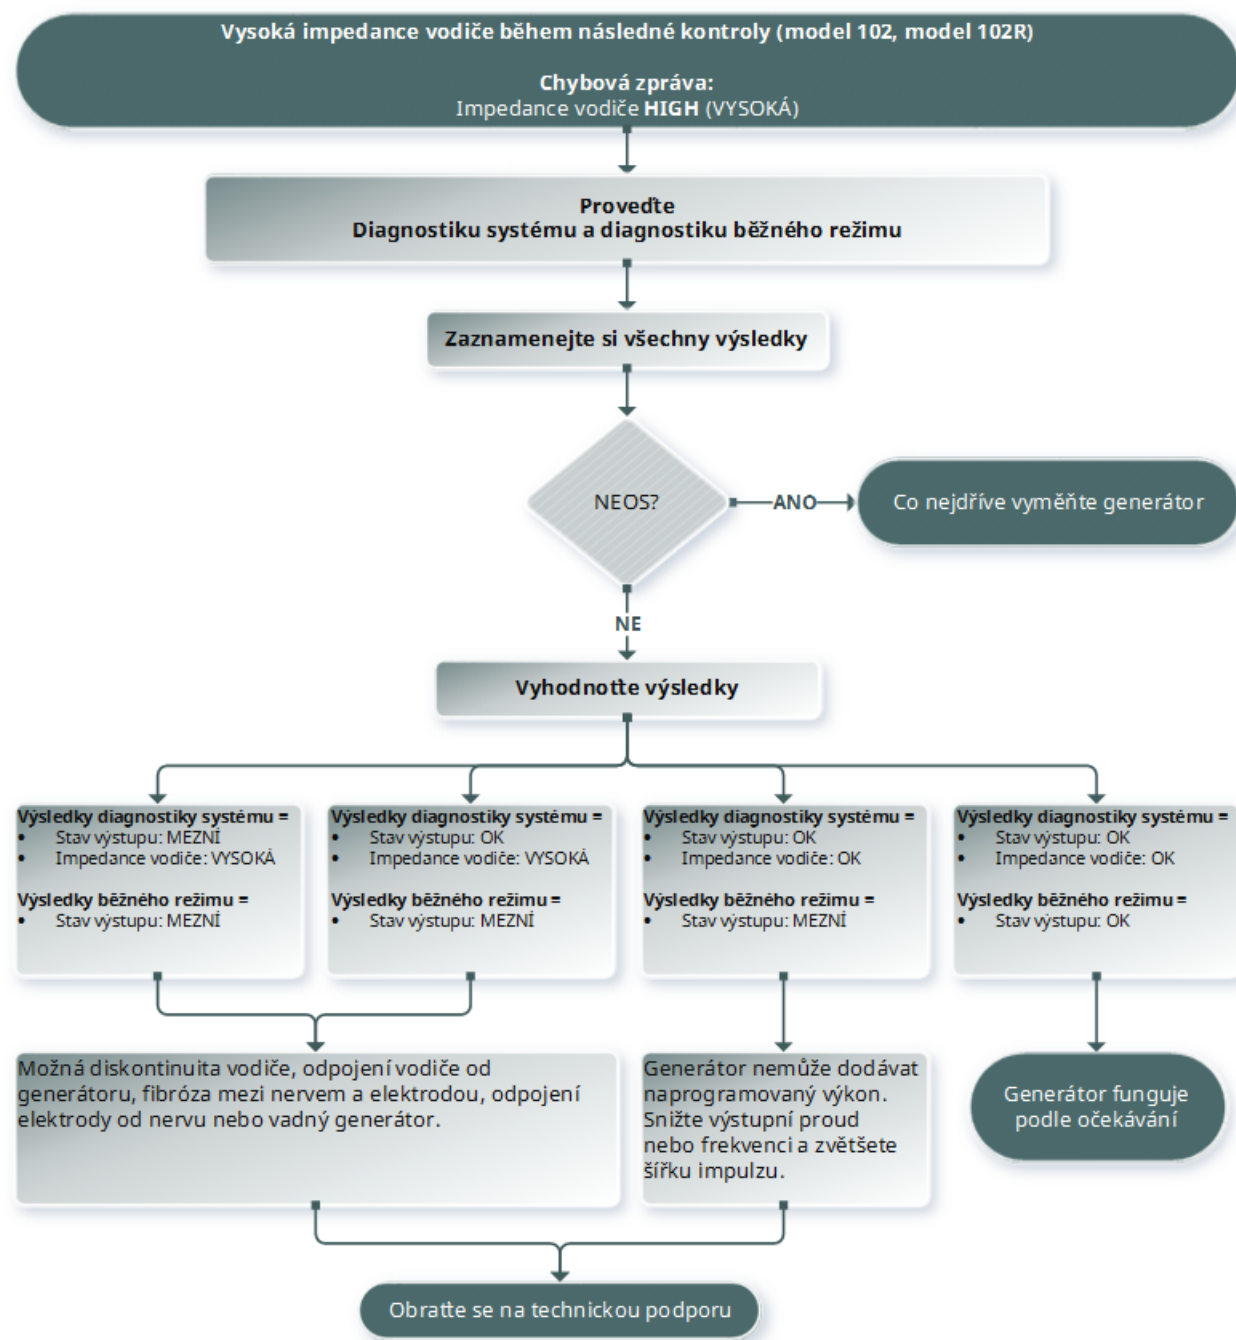 Vysoká impedance vodiče během následné kontroly (model 102, model 102R)
Chybová zpráva:
Impedance vodiče HIGH (VYSOKÁ)
Proveďte
Diagnostiku systému a diagnostiku běžného režimu
Zaznamenejte si všechny výsledky
NEOS?
ANO
Co nejdříve vyměňte generátor
NE
Vyhodnoťte výsledky
Výsledky diagnostiky systému =
• Stav výstupu: MEZNÍ
• Impedance vodiče: VYSOKÁ
Výsledky běžného režimu =
• Stav výstupu: MEZNÍ
Výsledky diagnostiky systému =
• Stav výstupu: OK
• Impedance vodiče: VYSOKÁ
Výsledky běžného režimu =
• Stav výstupu: MEZNÍ
Výsledky diagnostiky systému =
• Stav výstupu: OK
• Impedance vodiče: OK
Výsledky běžného režimu =
• Stav výstupu: MEZNÍ
Výsledky diagnostiky systému =
• Stav výstupu: OK
• Impedance vodiče: OK
Výsledky běžného režimu =
• Stav výstupu: OK
Možná diskontinuita vodiče, odpojení vodiče od
generátoru, fibróza mezi nervem a elektrodou, odpojení
elektrody od nervu nebo vadný generátor.
Generátor nemůže dodávat
naprogramovaný výkon.
Snižte výstupní proud
nebo frekvenci a zvětšete
šířku impulzu.
Generátor funguje
podle očekávání
Obraťte se na technickou podporu